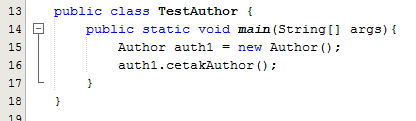 13 public class TestAuthor {
14 public static void main(String[] args){
15 Author auth1 = new Author();
16 auth1.cetakAuthor();
17 }
18 }
19